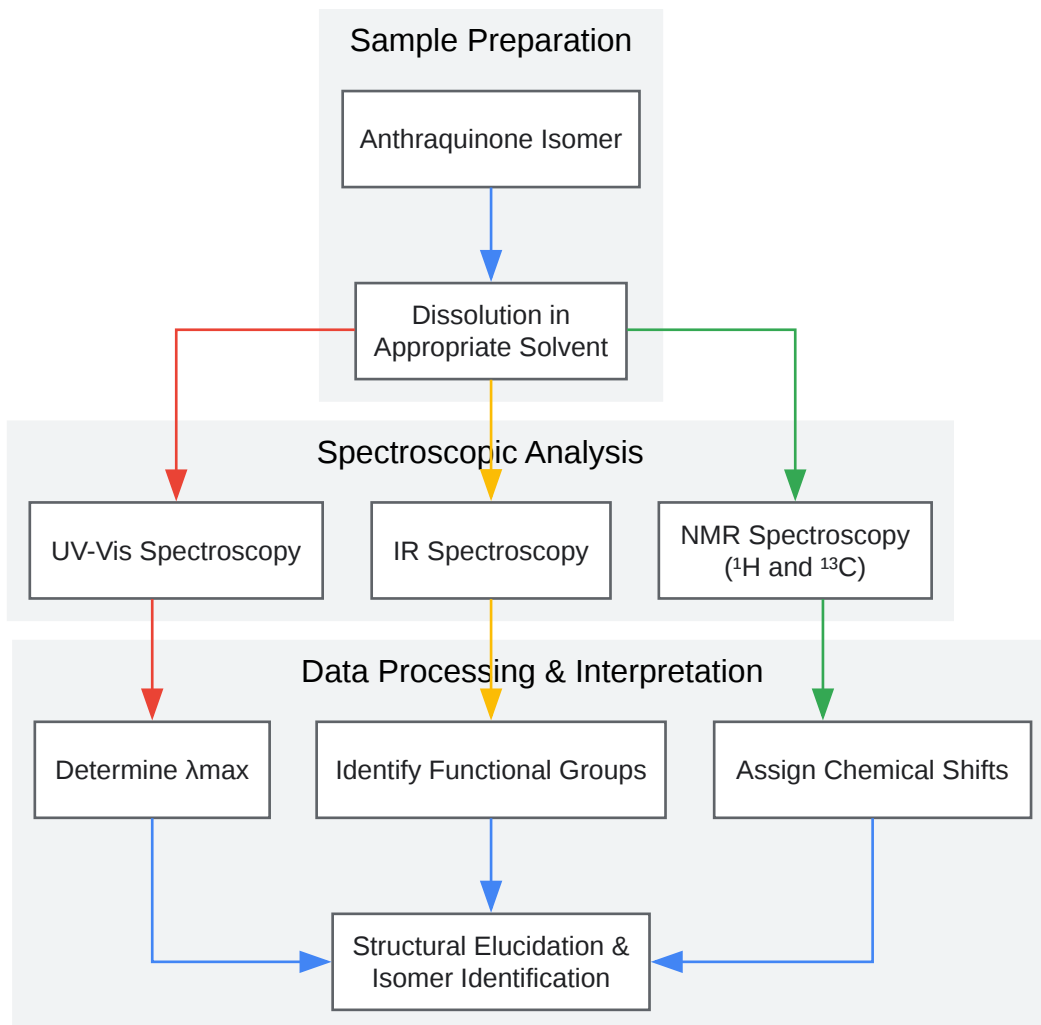 Sample Preparation
Anthraquinone Isomer
Dissolution in
Appropriate Solvent
Spectroscopic Analysis
UV-Vis Spectroscopy
IR Spectroscopy
NMR Spectroscopy
(¹H and ¹³C)
Data Processing & Interpretation
Determine λmax
Identify Functional Groups
Assign Chemical Shifts
Structural Elucidation &
Isomer Identification